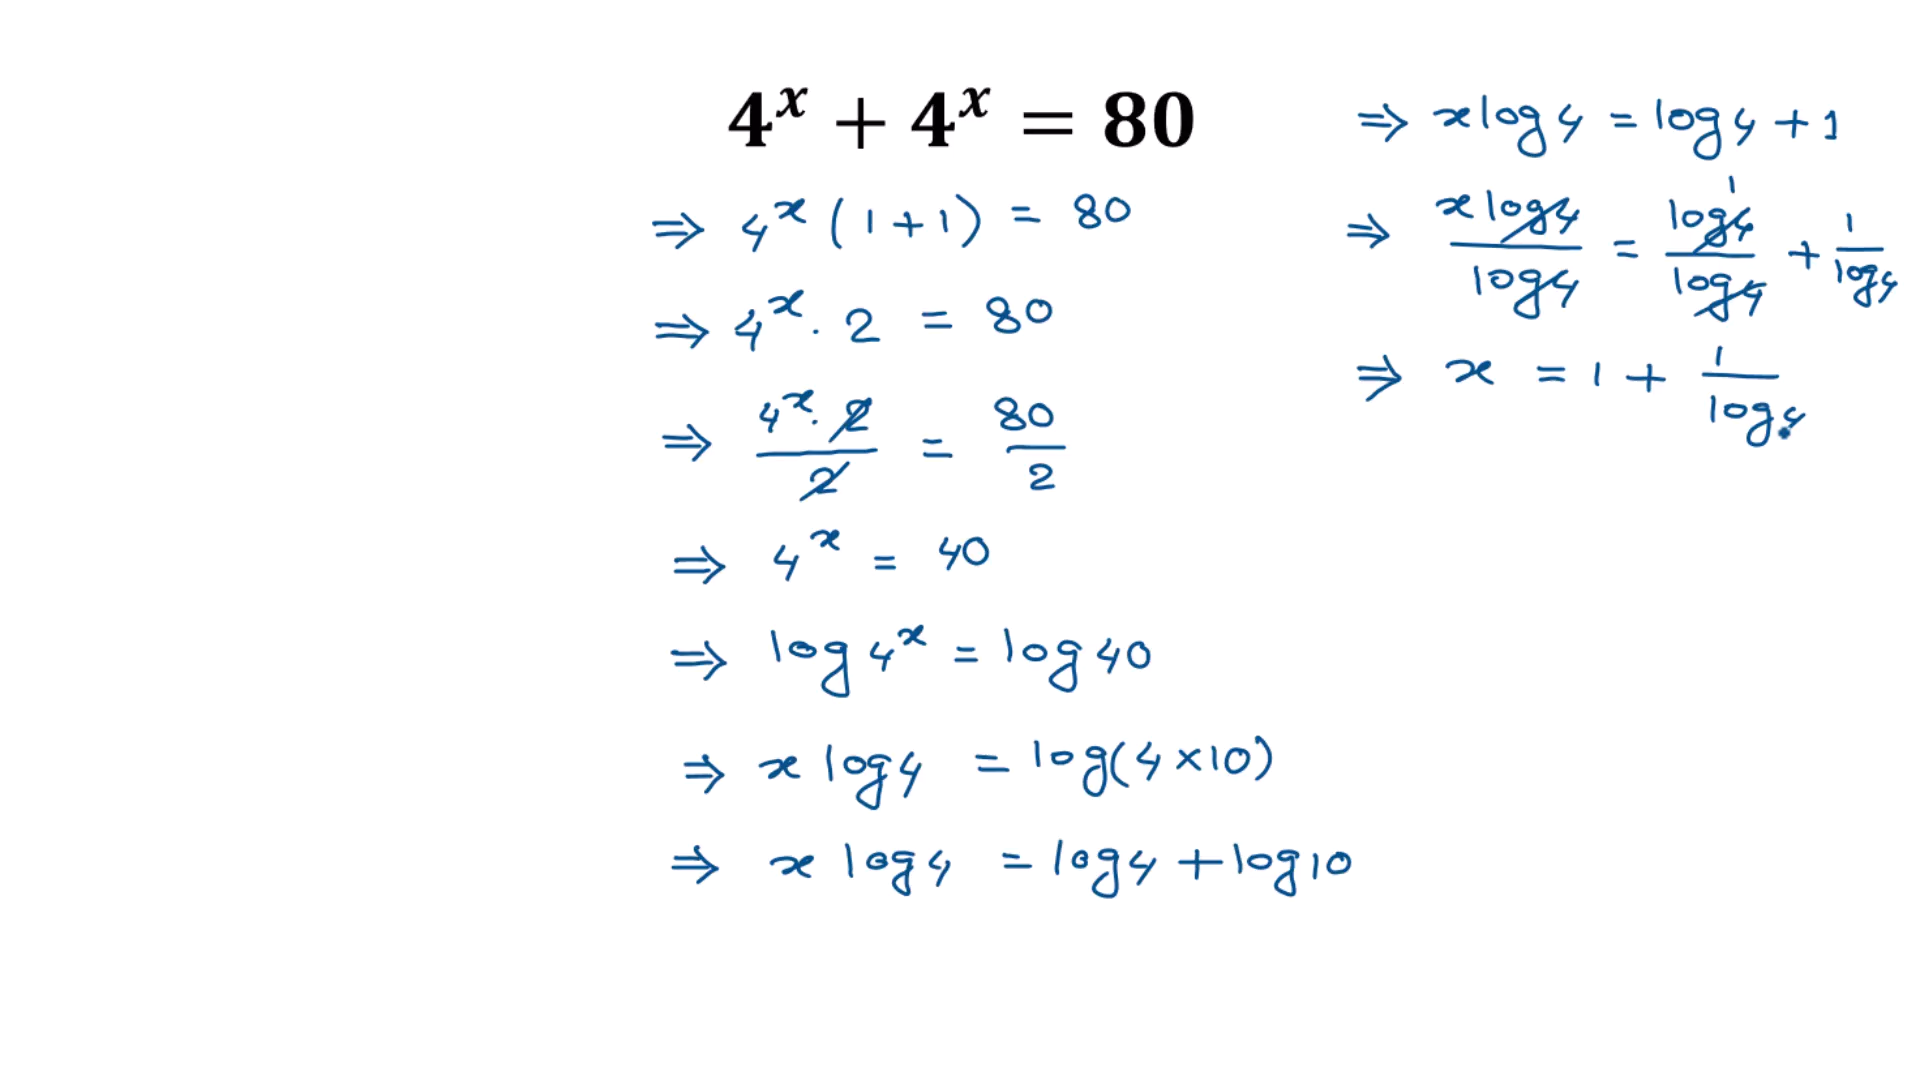 4^x + 4^x = 80
⇒ 4^x (1 + 1) = 80
⇒ 4^x . 2 = 80
⇒ 4^x . 2 / 2 = 80 / 2
⇒ 4^x = 40
⇒ log 4^x = log 40
⇒ x log 4 = log(4 × 10)
⇒ x log 4 = log 4 + log 10
⇒ x log 4 = log 4 + 1
⇒ x log 4 / log 4 = log 4 / log 4 1 + 1 / log 4
⇒ x = 1 + 1 / log 4